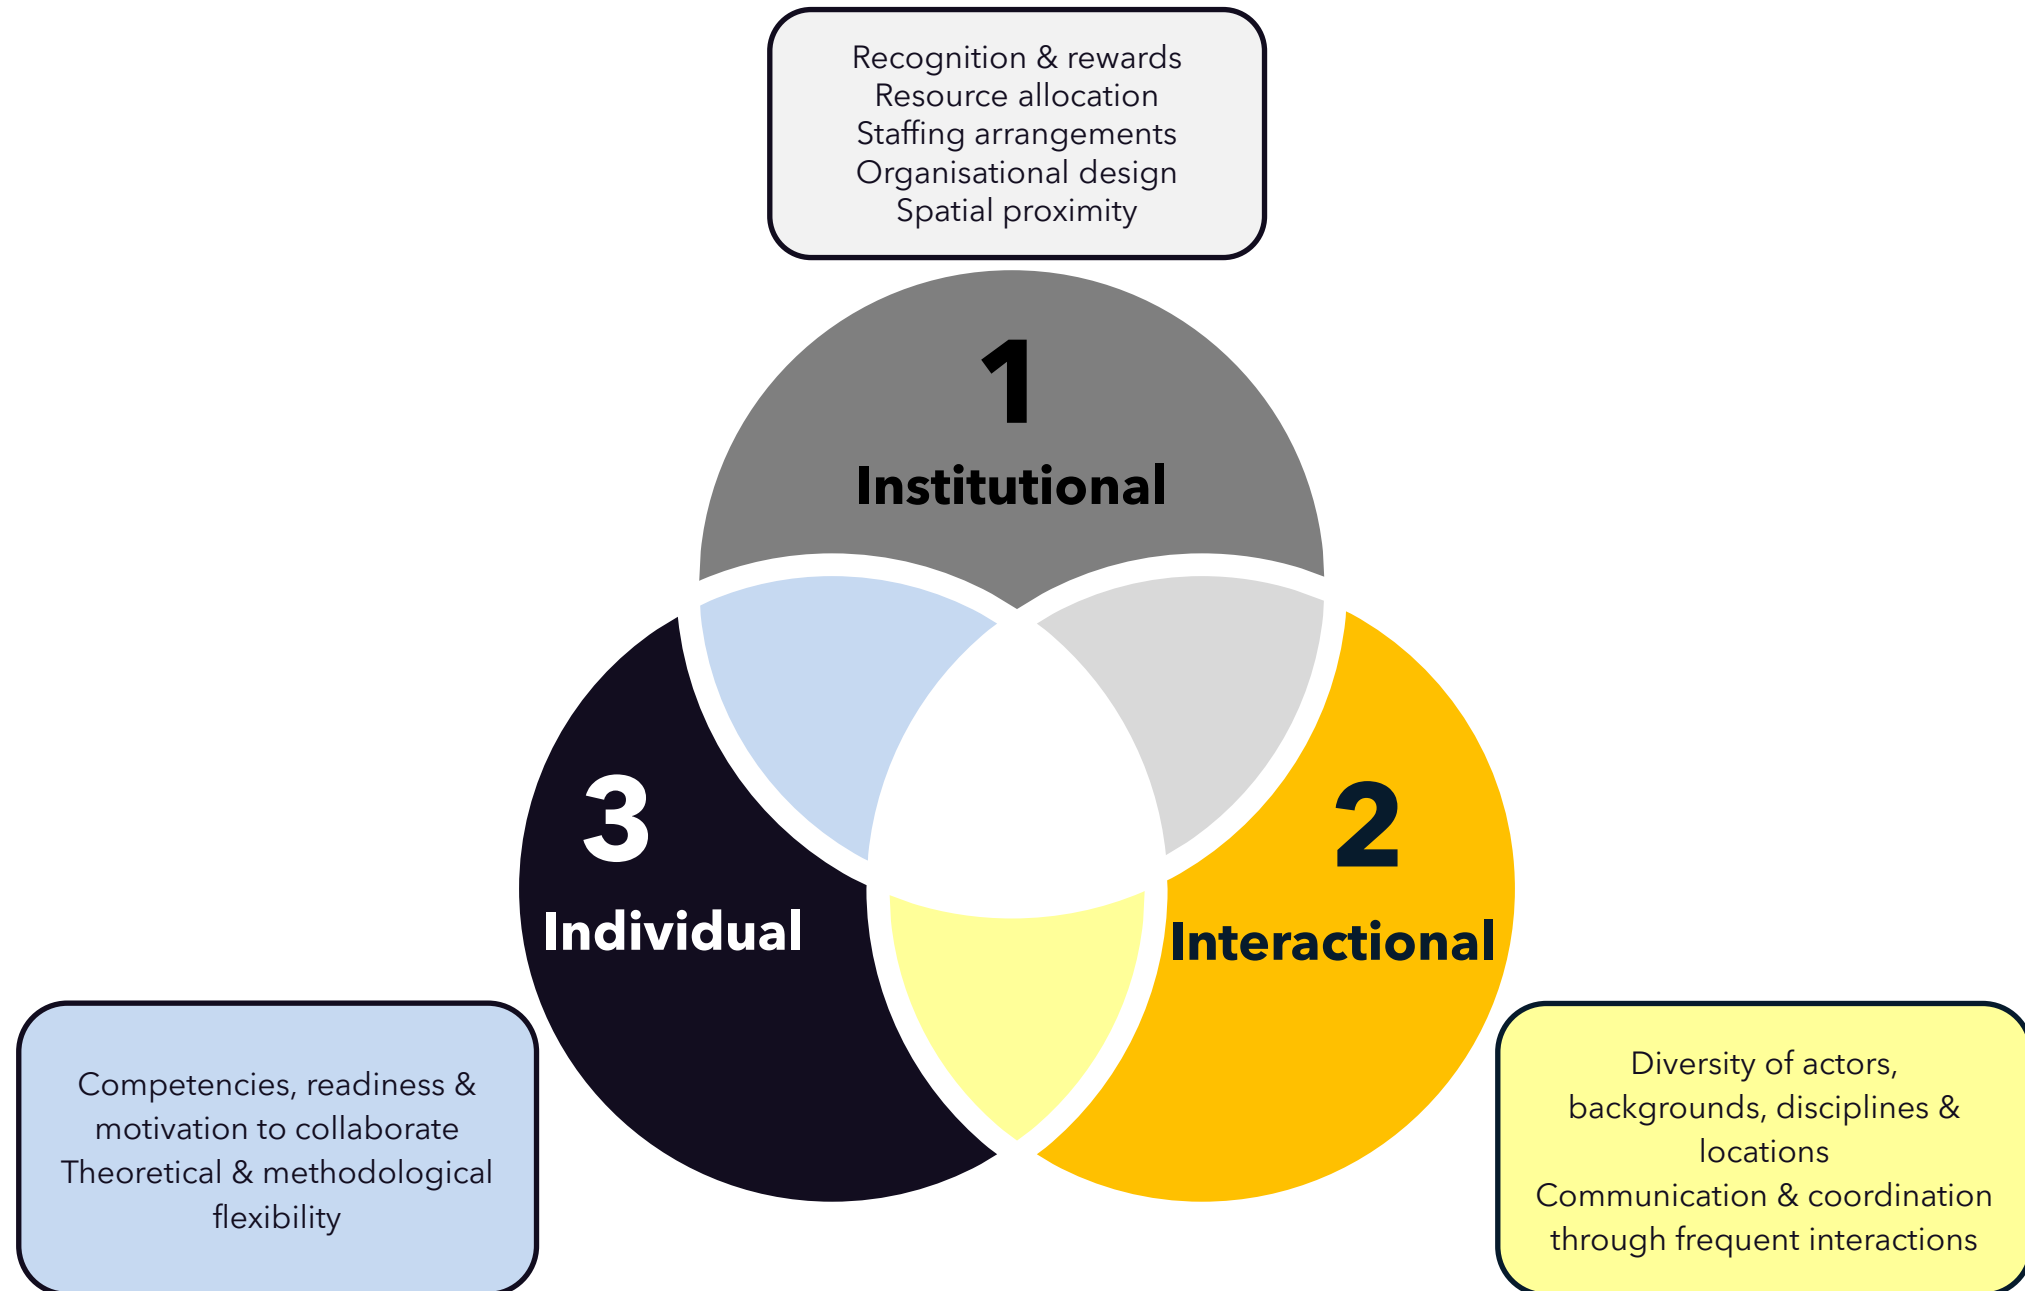 Recognition & rewards
Resource allocation
Staffing arrangements
Organisational design
Spatial proximity
1
Institutional
3
Individual
2
Interactional
Competencies, readiness &
motivation to collaborate
Theoretical & methodological
flexibility
Diversity of actors,
backgrounds, disciplines &
locations
Communication & coordination
through frequent interactions